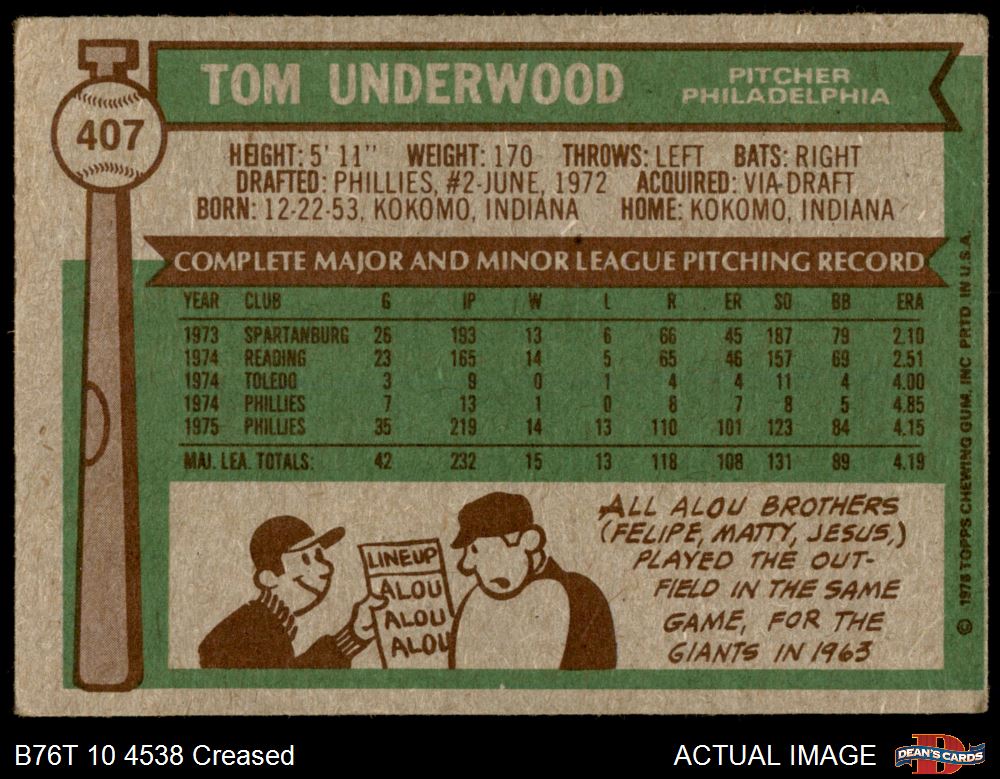 407
TOM UNDERWOOD
PITCHER
PHILADELPHIA
HEIGHT: 5' 11" WEIGHT: 170 THROWS: LEFT BATS: RIGHT
DRAFTED: PHILLIES, #2-JUNE, 1972 ACQUIRED: VIA DRAFT
BORN: 12-22-53, KOKOMO, INDIANA HOME: KOKOMO, INDIANA
COMPLETE MAJOR AND MINOR LEAGUE PITCHING RECORD
YEAR CLUB G IP W L R ER SO BB ERA
1973 SPARTANBURG 26 193 13 6 66 45 187 79 2.10
1974 READING 23 165 14 5 65 46 157 69 2.51
1974 TOLEDO 3 9 0 1 4 4 11 4 4.00
1974 PHILLIES 7 13 1 0 8 7 8 5 4.85
1975 PHILLIES 35 219 14 13 110 101 123 84 4.15
MAJ. LEA. TOTALS: 42 232 15 13 118 108 131 89 4.19
LINEUP
ALOU
ALOU
ALOU
ALL ALOU BROTHERS
(FELIPE, MATTY, JESUS,)
PLAYED THE OUT-
FIELD IN THE SAME
GAME, FOR THE
GIANTS IN 1963
© 1976 TOPPS CHEWING GUM, INC PRTD IN U.S.A.
B76T 10 4538 Creased
ACTUAL IMAGE
DEAN'S CARDS